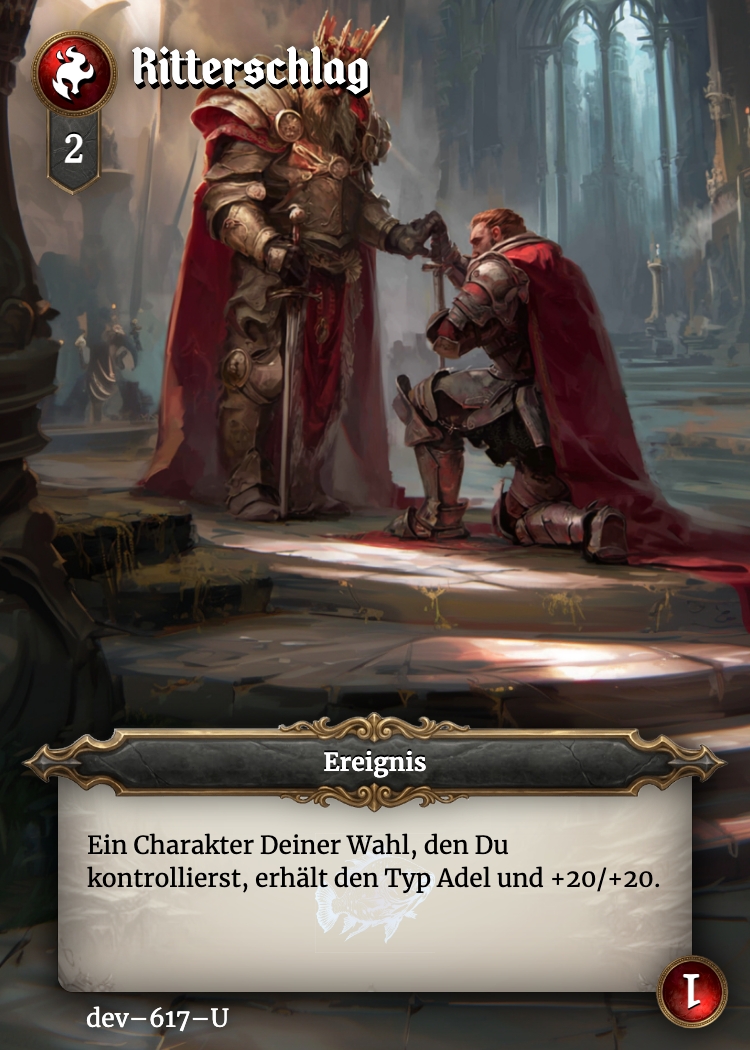 Ritterschlag
2
Ereignis
Ein Charakter Deiner Wahl, den Du
kontrollierst, erhält den Typ Adel und +20/+20.
1
dev–617–U